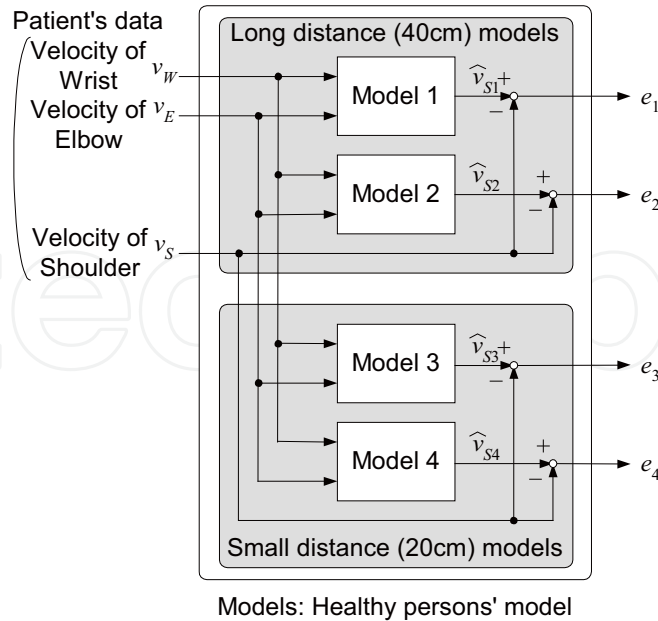 Patient's data
Velocity of Wrist v_W
Velocity of Elbow v_E
Velocity of Shoulder v_S
Long distance (40cm) models
Model 1
v̂_S1 + −
e_1
Model 2
v̂_S2 + −
e_2
Model 3
v̂_S3 + −
e_3
Model 4
v̂_S4 + −
e_4
Small distance (20cm) models
Models: Healthy persons' model